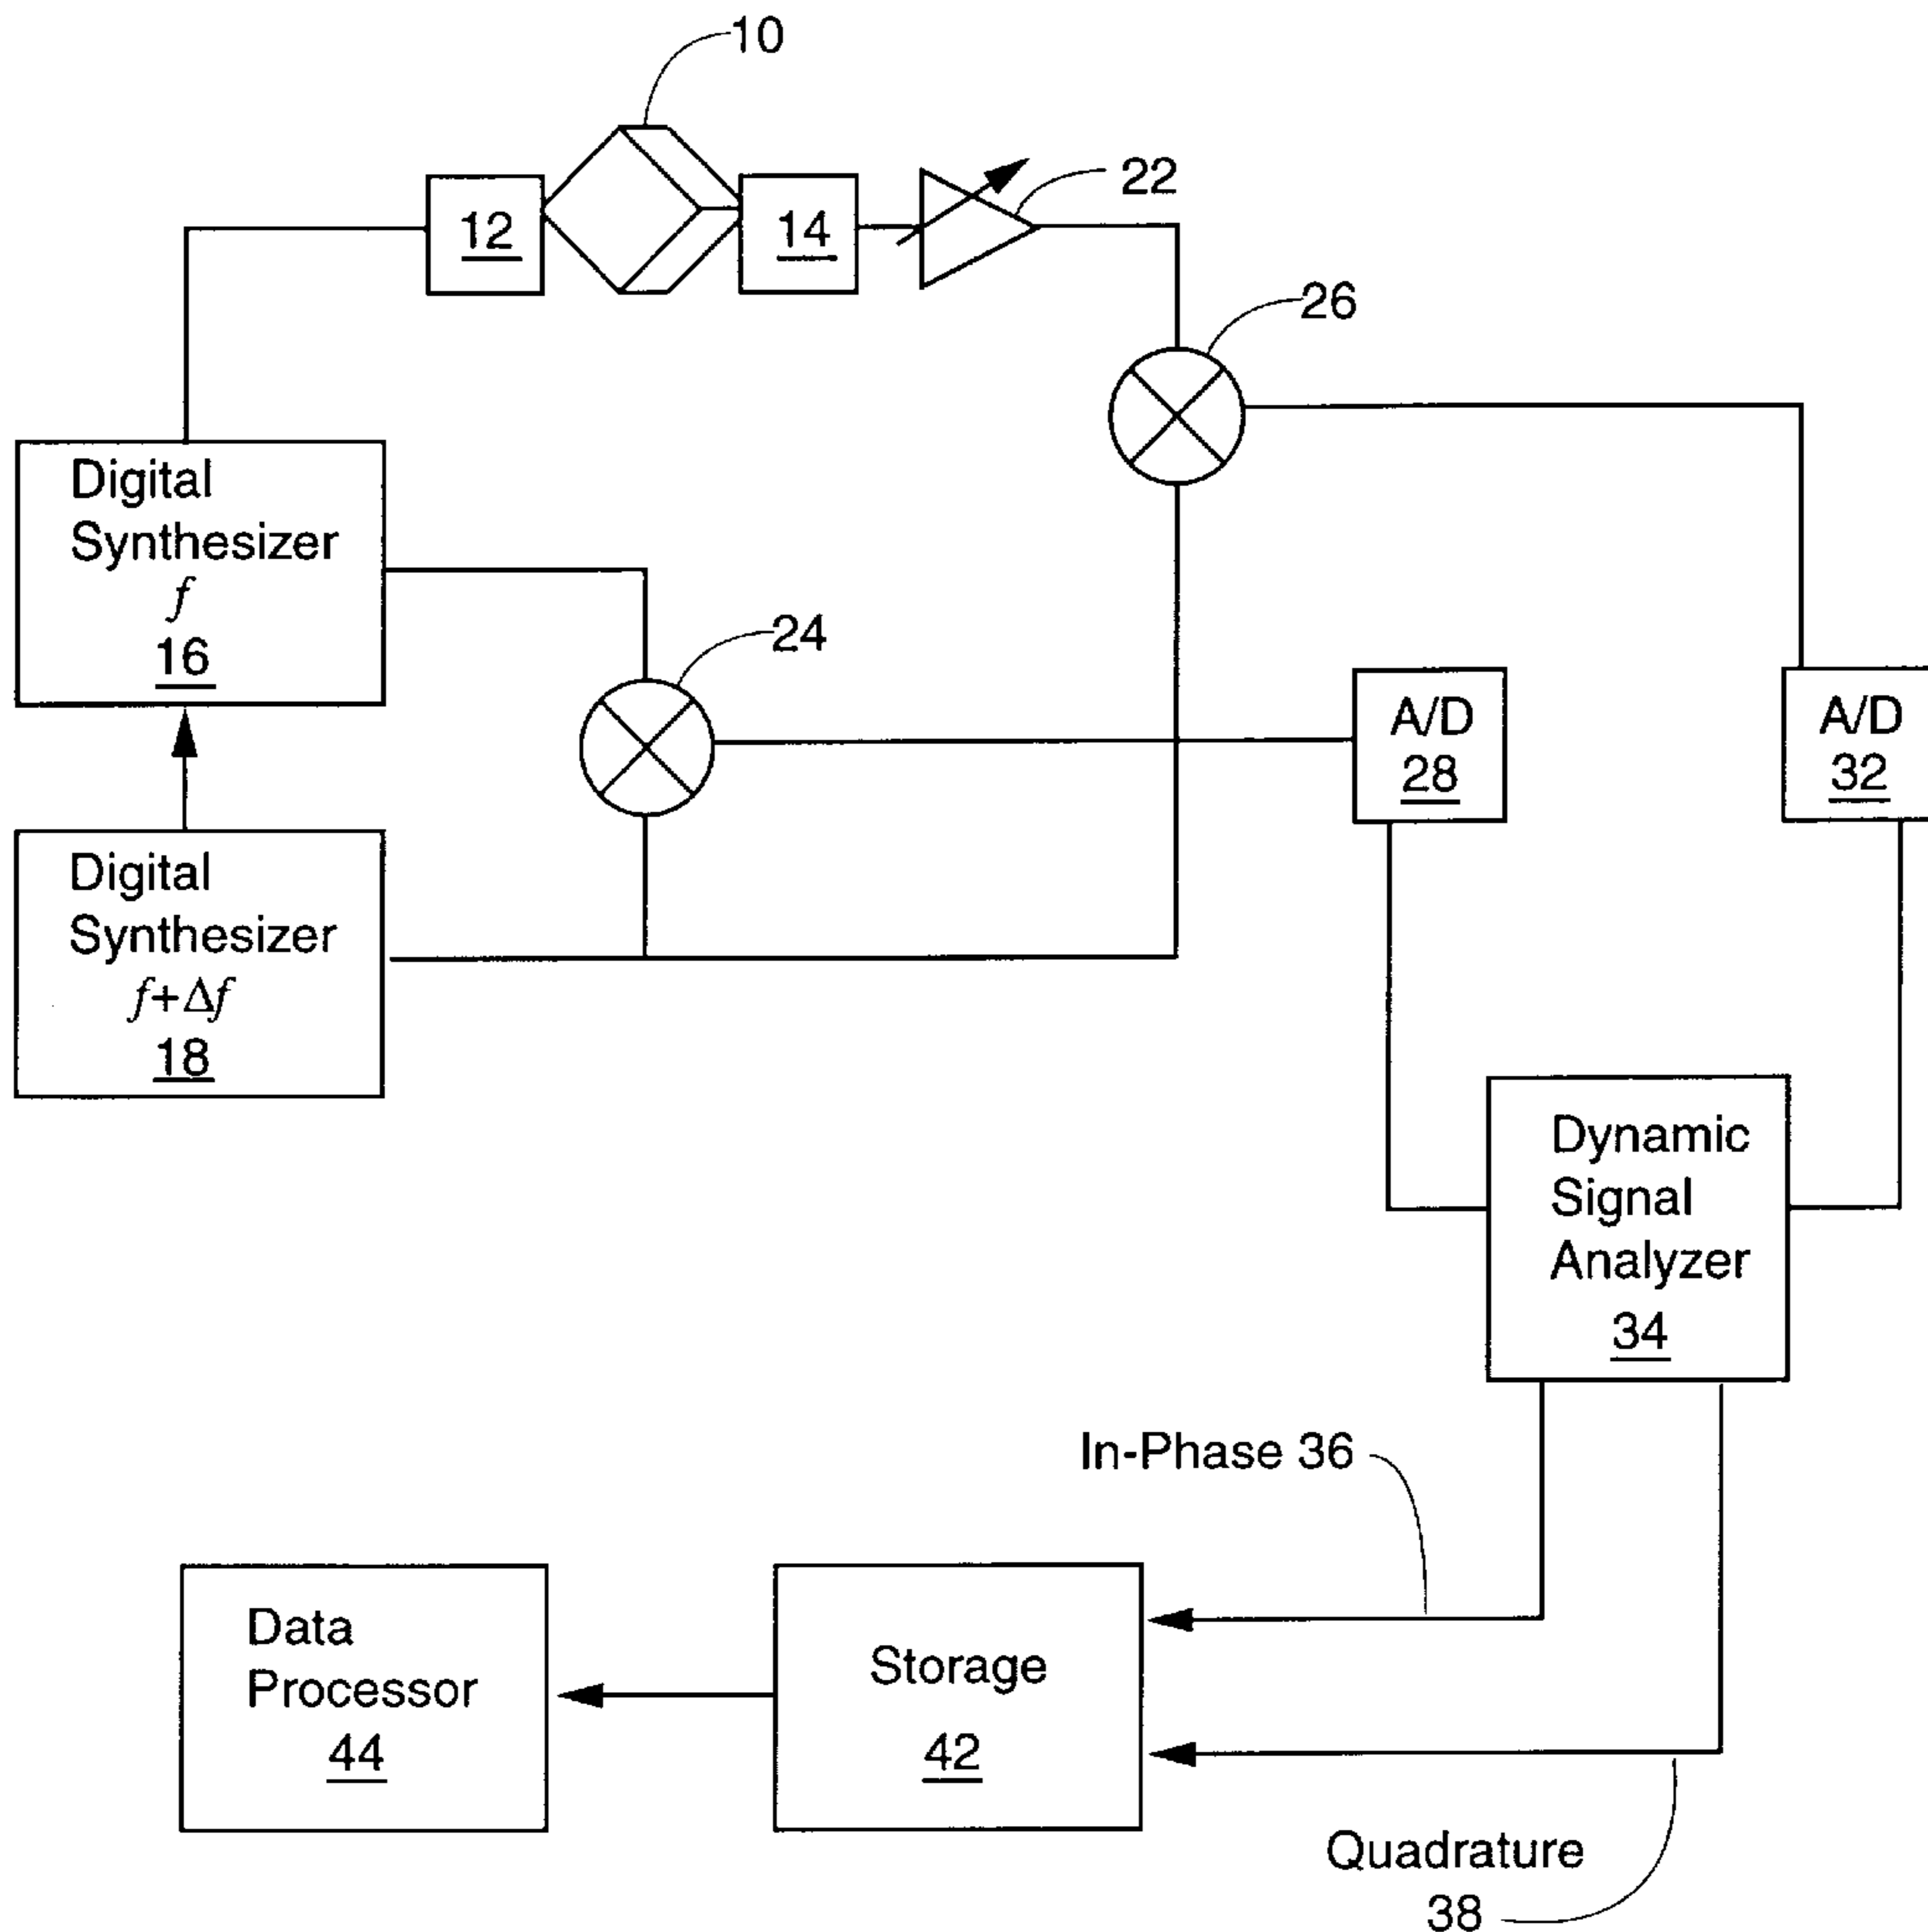 10
22
12
14
26
Digital
Synthesizer
f
16
24
A/D
28
A/D
32
Digital
Synthesizer
f+Δf
18
Dynamic
Signal
Analyzer
34
In-Phase 36
Data
Processor
44
Storage
42
Quadrature
38